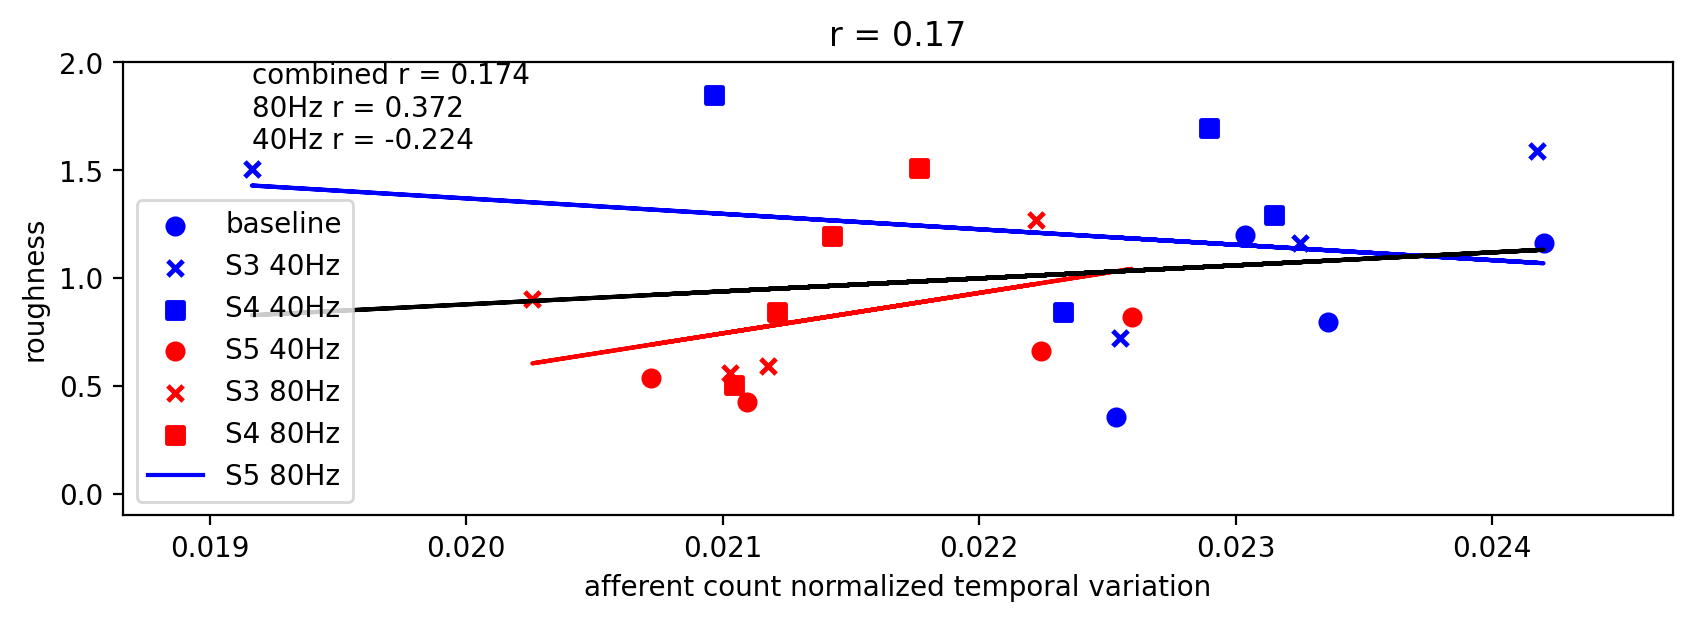 r = 0.17
combined r = 0.174
80Hz r = 0.372
40Hz r = -0.224
2.0
1.5
1.0
0.5
0.0
roughness
baseline
S3 40Hz
S4 40Hz
S5 40Hz
S3 80Hz
S4 80Hz
S5 80Hz
0.019 0.020 0.021 0.022 0.023 0.024
afferent count normalized temporal variation